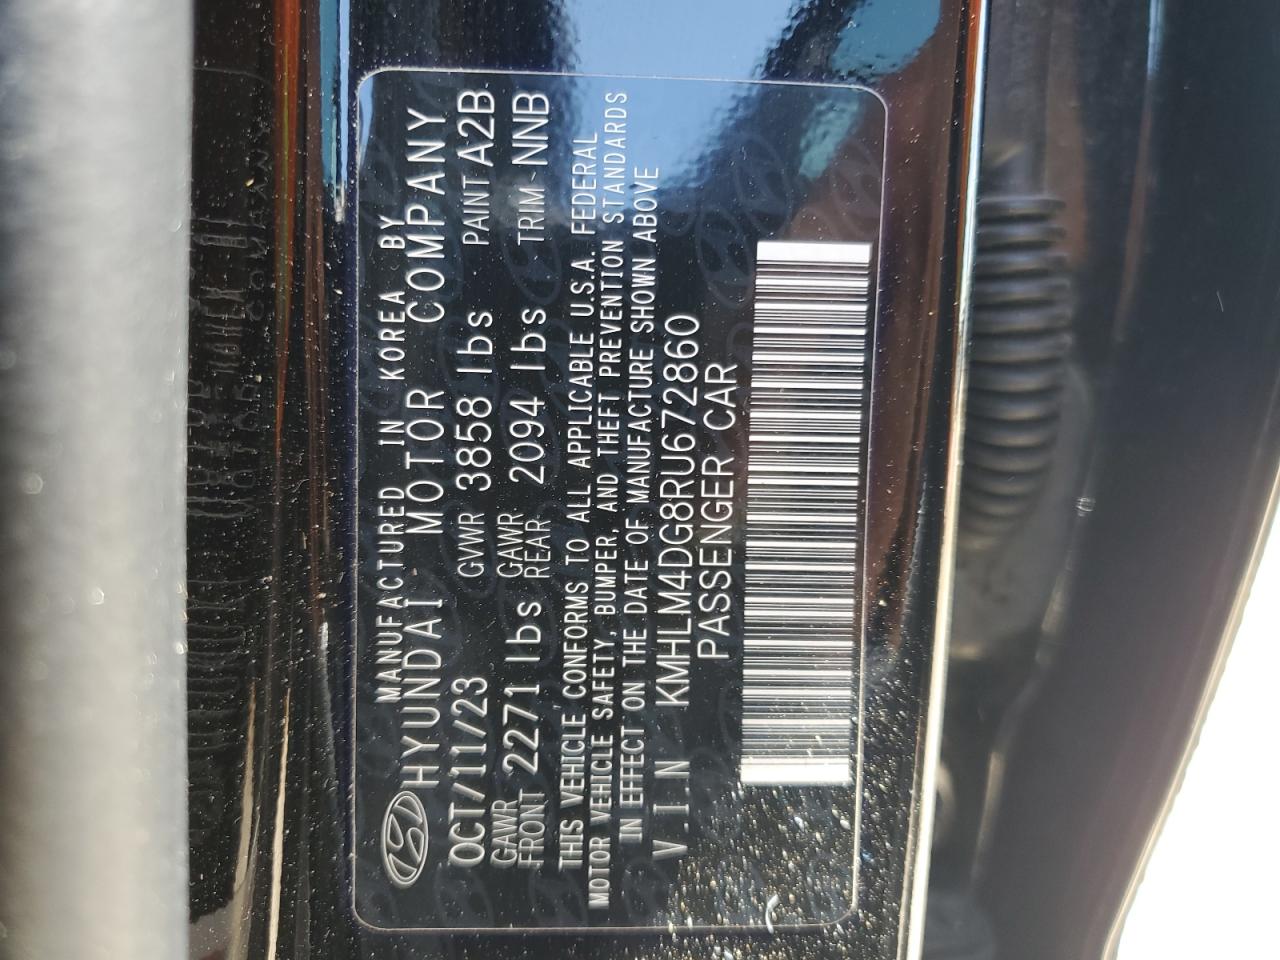 MANUFACTURED IN KOREA BY
HYUNDAI MOTOR COMPANY
OCT/11/23 GVWR 3858 lbs PAINT A2B
GAWR FRONT 2271 lbs GAWR REAR 2094 lbs TRIM NNB
THIS VEHICLE CONFORMS TO ALL APPLICABLE U.S.A. FEDERAL
MOTOR VEHICLE SAFETY, BUMPER, AND THEFT PREVENTION STANDARDS
IN EFFECT ON THE DATE OF MANUFACTURE SHOWN ABOVE
V.I.N KMHLM4DG8RU672860
PASSENGER CAR